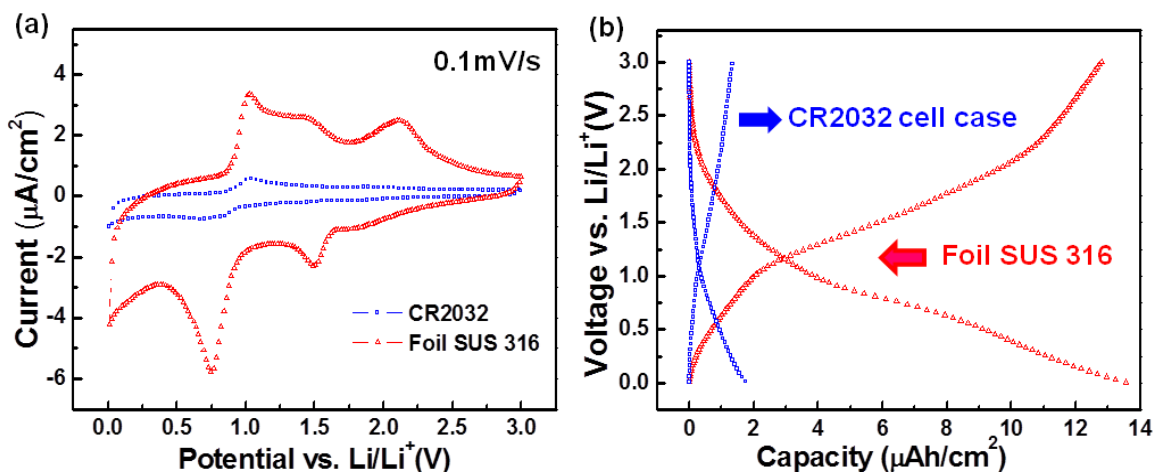 (a)
0.1mV/s
4
2
0
-2
-4
-6
Current (μA/cm²)
CR2032
Foil SUS 316
0.0 0.5 1.0 1.5 2.0 2.5 3.0
Potential vs. Li/Li⁺(V)
(b)
3.0
2.5
2.0
1.5
1.0
0.5
0.0
Voltage vs. Li/Li⁺(V)
CR2032 cell case
Foil SUS 316
0 2 4 6 8 10 12 14
Capacity (μAh/cm²)